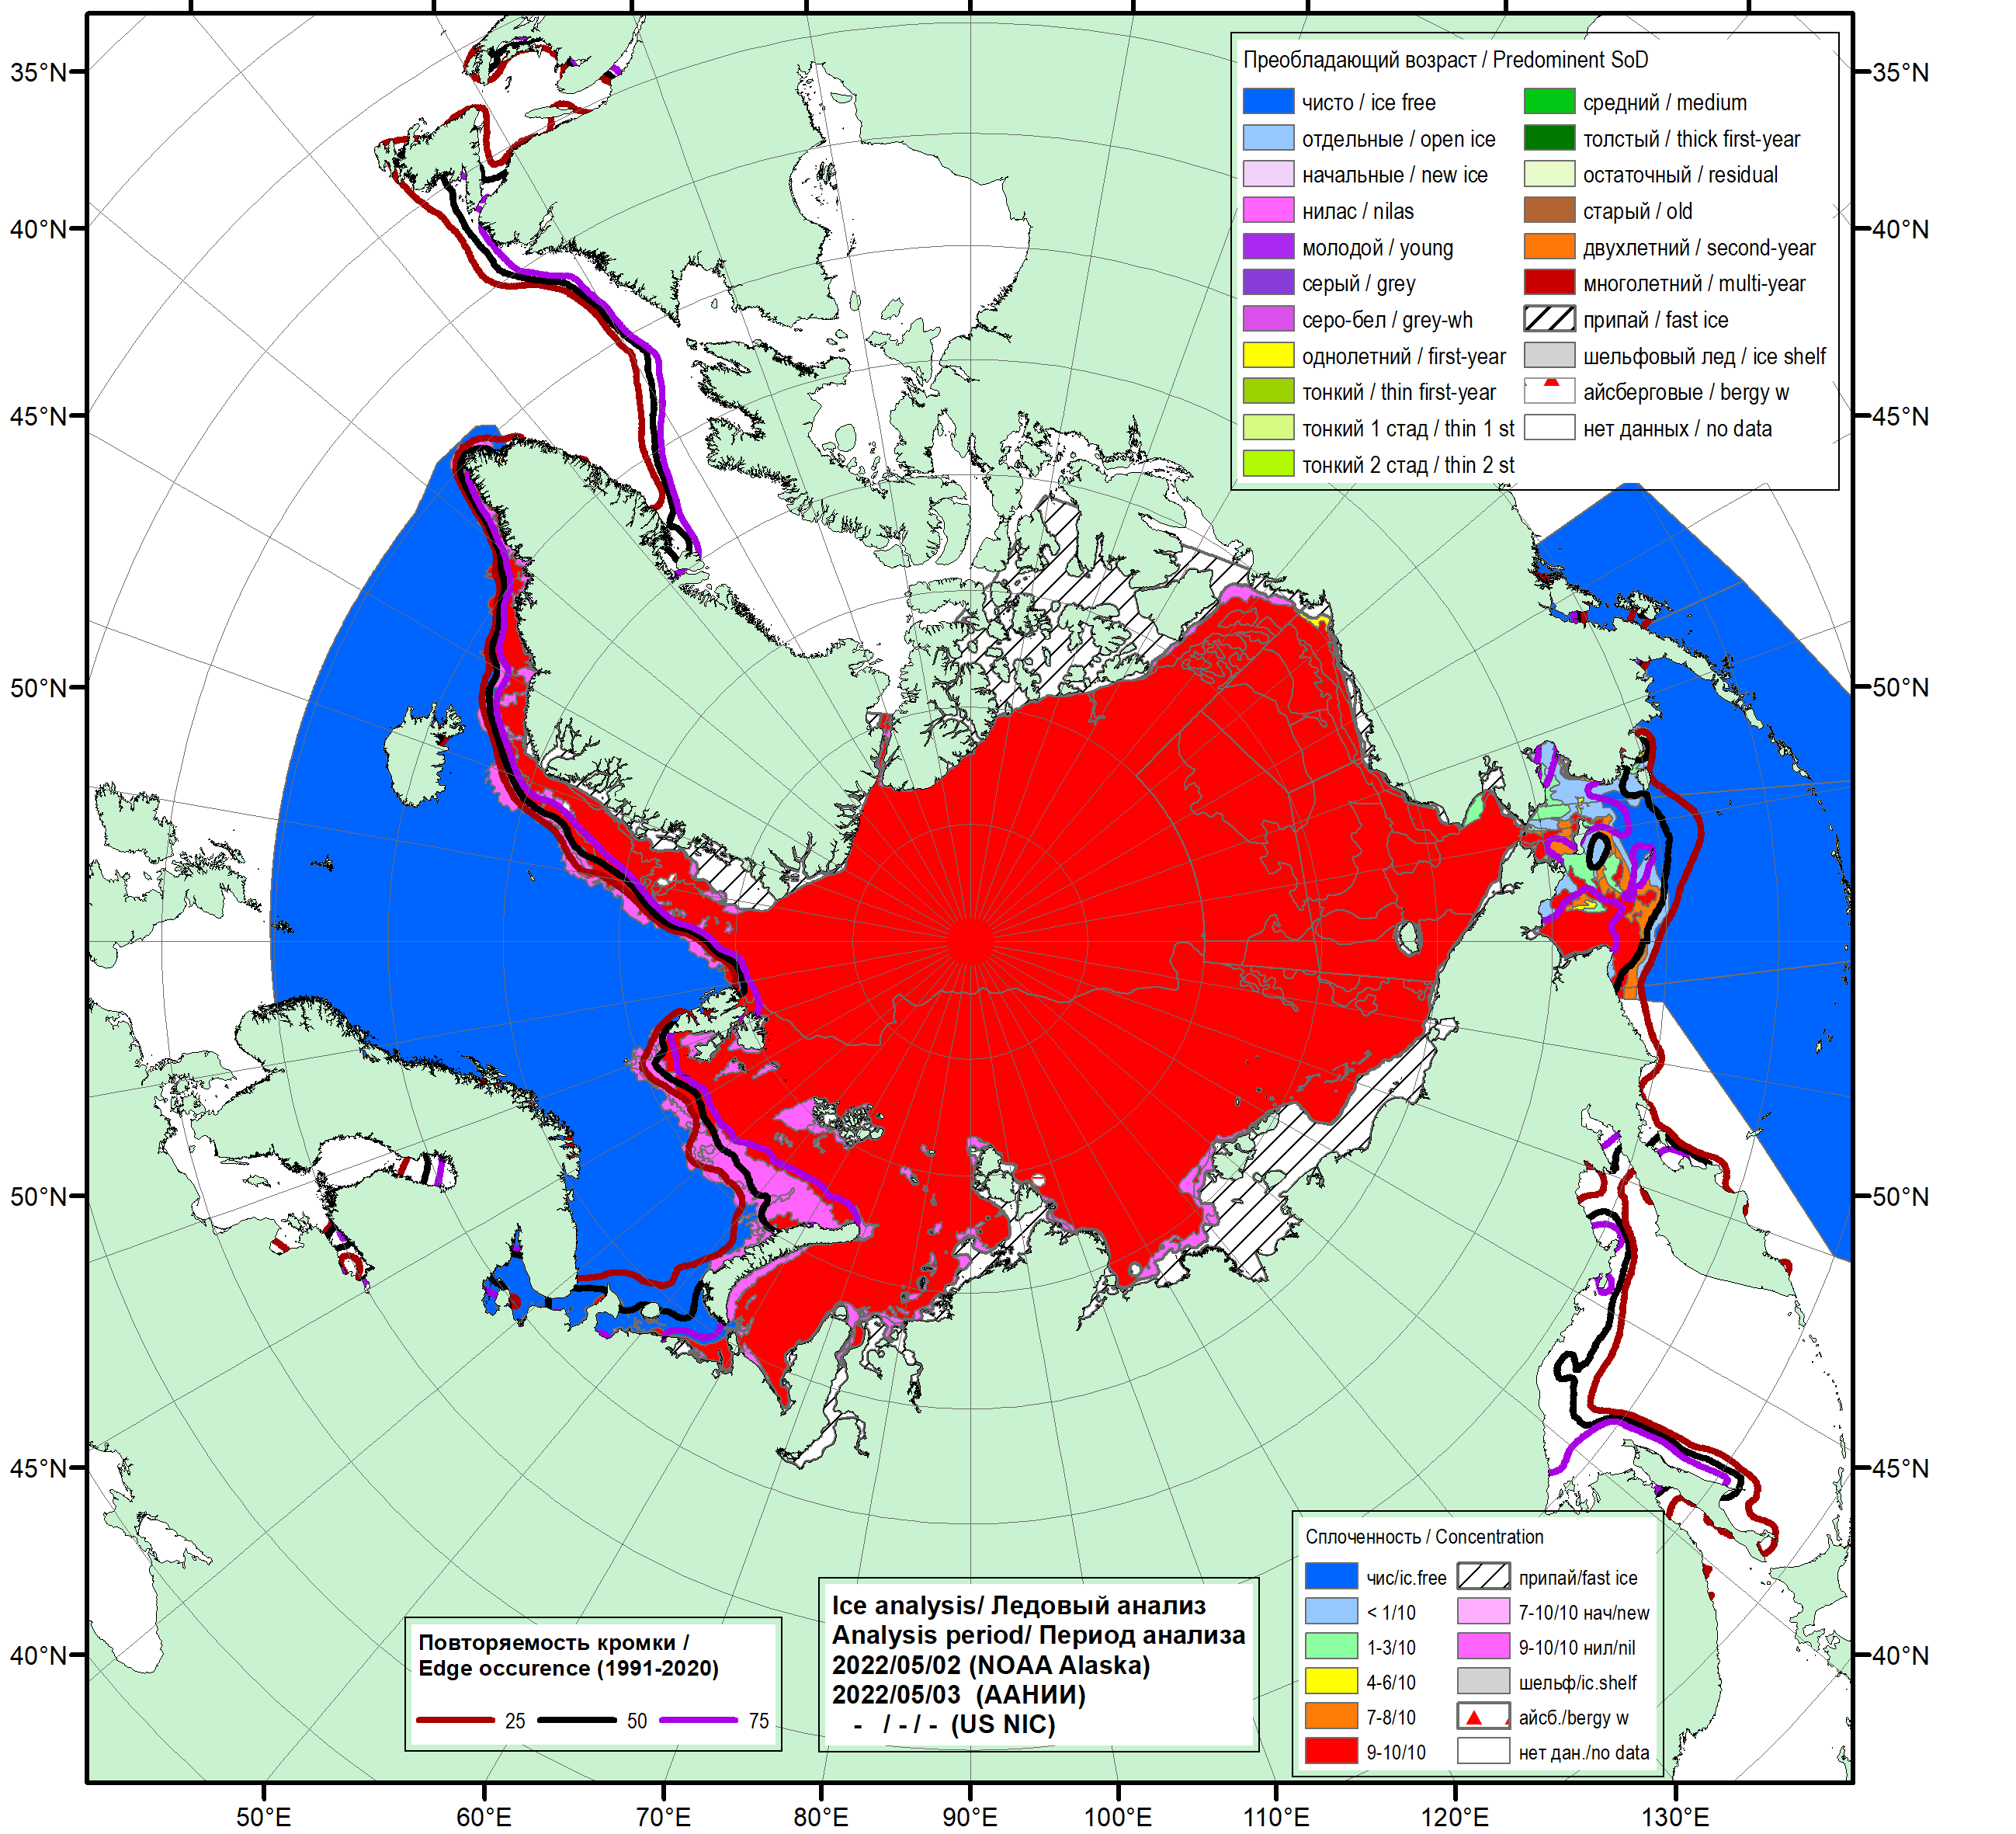 Преобладающий возраст / Predominent SoD
чисто / ice free
отдельные / open ice
начальные / new ice
нилас / nilas
молодой / young
серый / grey
серо-бел / grey-wh
однолетний / first-year
тонкий / thin first-year
тонкий 1 стад / thin 1 st
тонкий 2 стад / thin 2 st
средний / medium
толстый / thick first-year
остаточный / residual
старый / old
двухлетний / second-year
многолетний / multi-year
припай / fast ice
шельфовый лед / ice shelf
айсберговые / bergy w
нет данных / no data
35°N
40°N
45°N
50°N
50°N
45°N
40°N
35°N
40°N
45°N
50°N
50°N
45°N
40°N
Повторяемость кромки /
Edge occurence (1991-2020)
25 50 75
Ice analysis/ Ледовый анализ
Analysis period/ Период анализа
2022/05/02 (NOAA Alaska)
2022/05/03 (ААНИИ)
- / - / - (US NIC)
Сплоченность / Concentration
чис/ic.free
< 1/10
1-3/10
4-6/10
7-8/10
9-10/10
припай/fast ice
7-10/10 нач/new
9-10/10 нил/nil
шельф/ic.shelf
айсб./bergy w
нет дан./no data
50°E 60°E 70°E 80°E 90°E 100°E 110°E 120°E 130°E